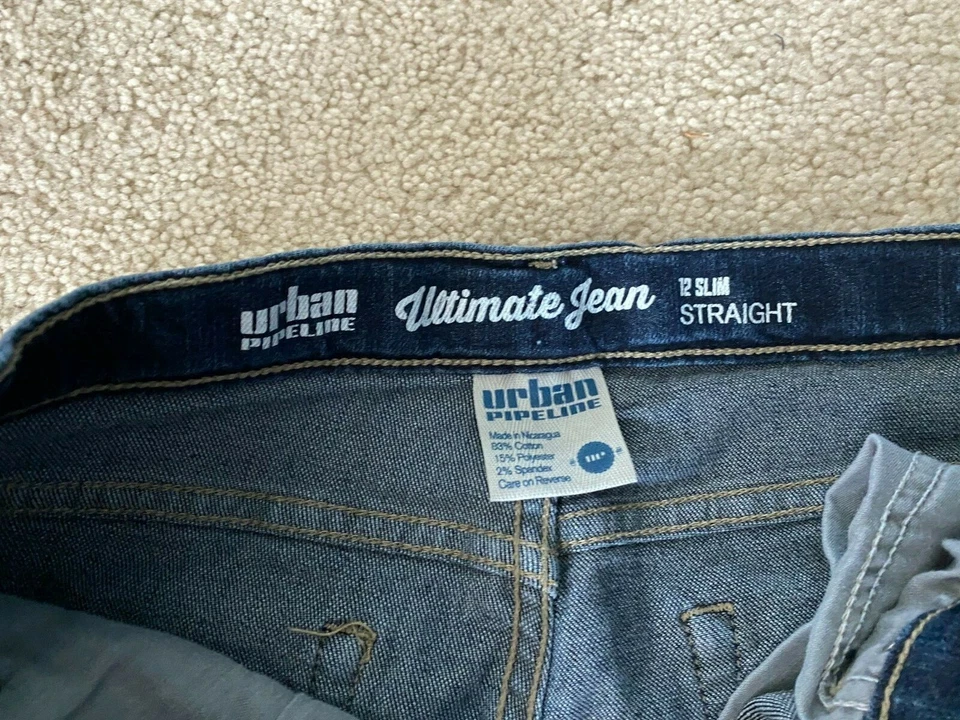 urban
PIPELINE
Ultimate Jean
12 SLIM
STRAIGHT
urban
PIPELINE
Made in Nicaragua
83% Cotton
15% Polyester
2% Spandex
Care on Reverse